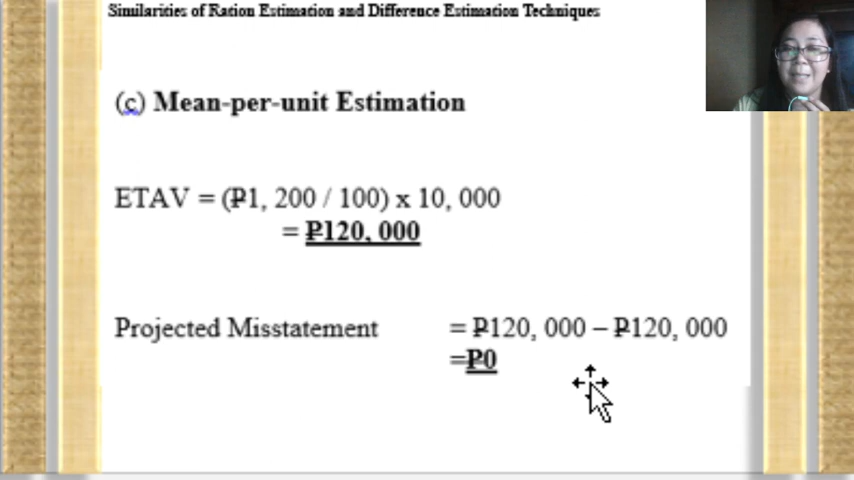 Similarities of Ration Estimation and Difference Estimation Techniques
(c) Mean-per-unit Estimation
ETAV = (₱1, 200 / 100) x 10, 000
= ₱120, 000
Projected Misstatement = ₱120, 000 – ₱120, 000
=₱0